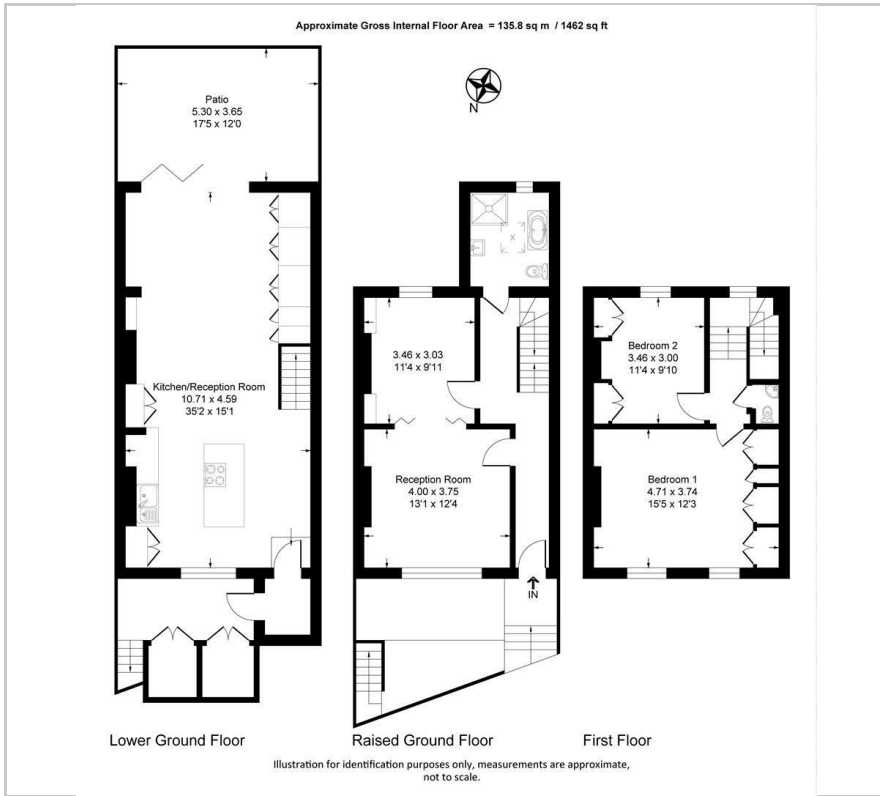 Approximate Gross Internal Floor Area = 135.8 sq m / 1462 sq ft
N
Patio
5.30 x 3.65
17'5 x 12'0
Kitchen/Reception Room
10.71 x 4.59
35'2 x 15'1
3.46 x 3.03
11'4 x 9'11
Reception Room
4.00 x 3.75
13'1 x 12'4
IN
Bedroom 2
3.46 x 3.00
11'4 x 9'10
Bedroom 1
4.71 x 3.74
15'5 x 12'3
Lower Ground Floor
Raised Ground Floor
First Floor
Illustration for identification purposes only, measurements are approximate,
not to scale.